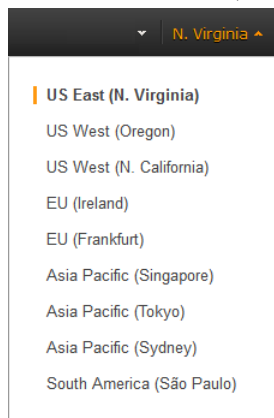 N. Virginia
US East (N. Virginia)
US West (Oregon)
US West (N. California)
EU (Ireland)
EU (Frankfurt)
Asia Pacific (Singapore)
Asia Pacific (Tokyo)
Asia Pacific (Sydney)
South America (São Paulo)